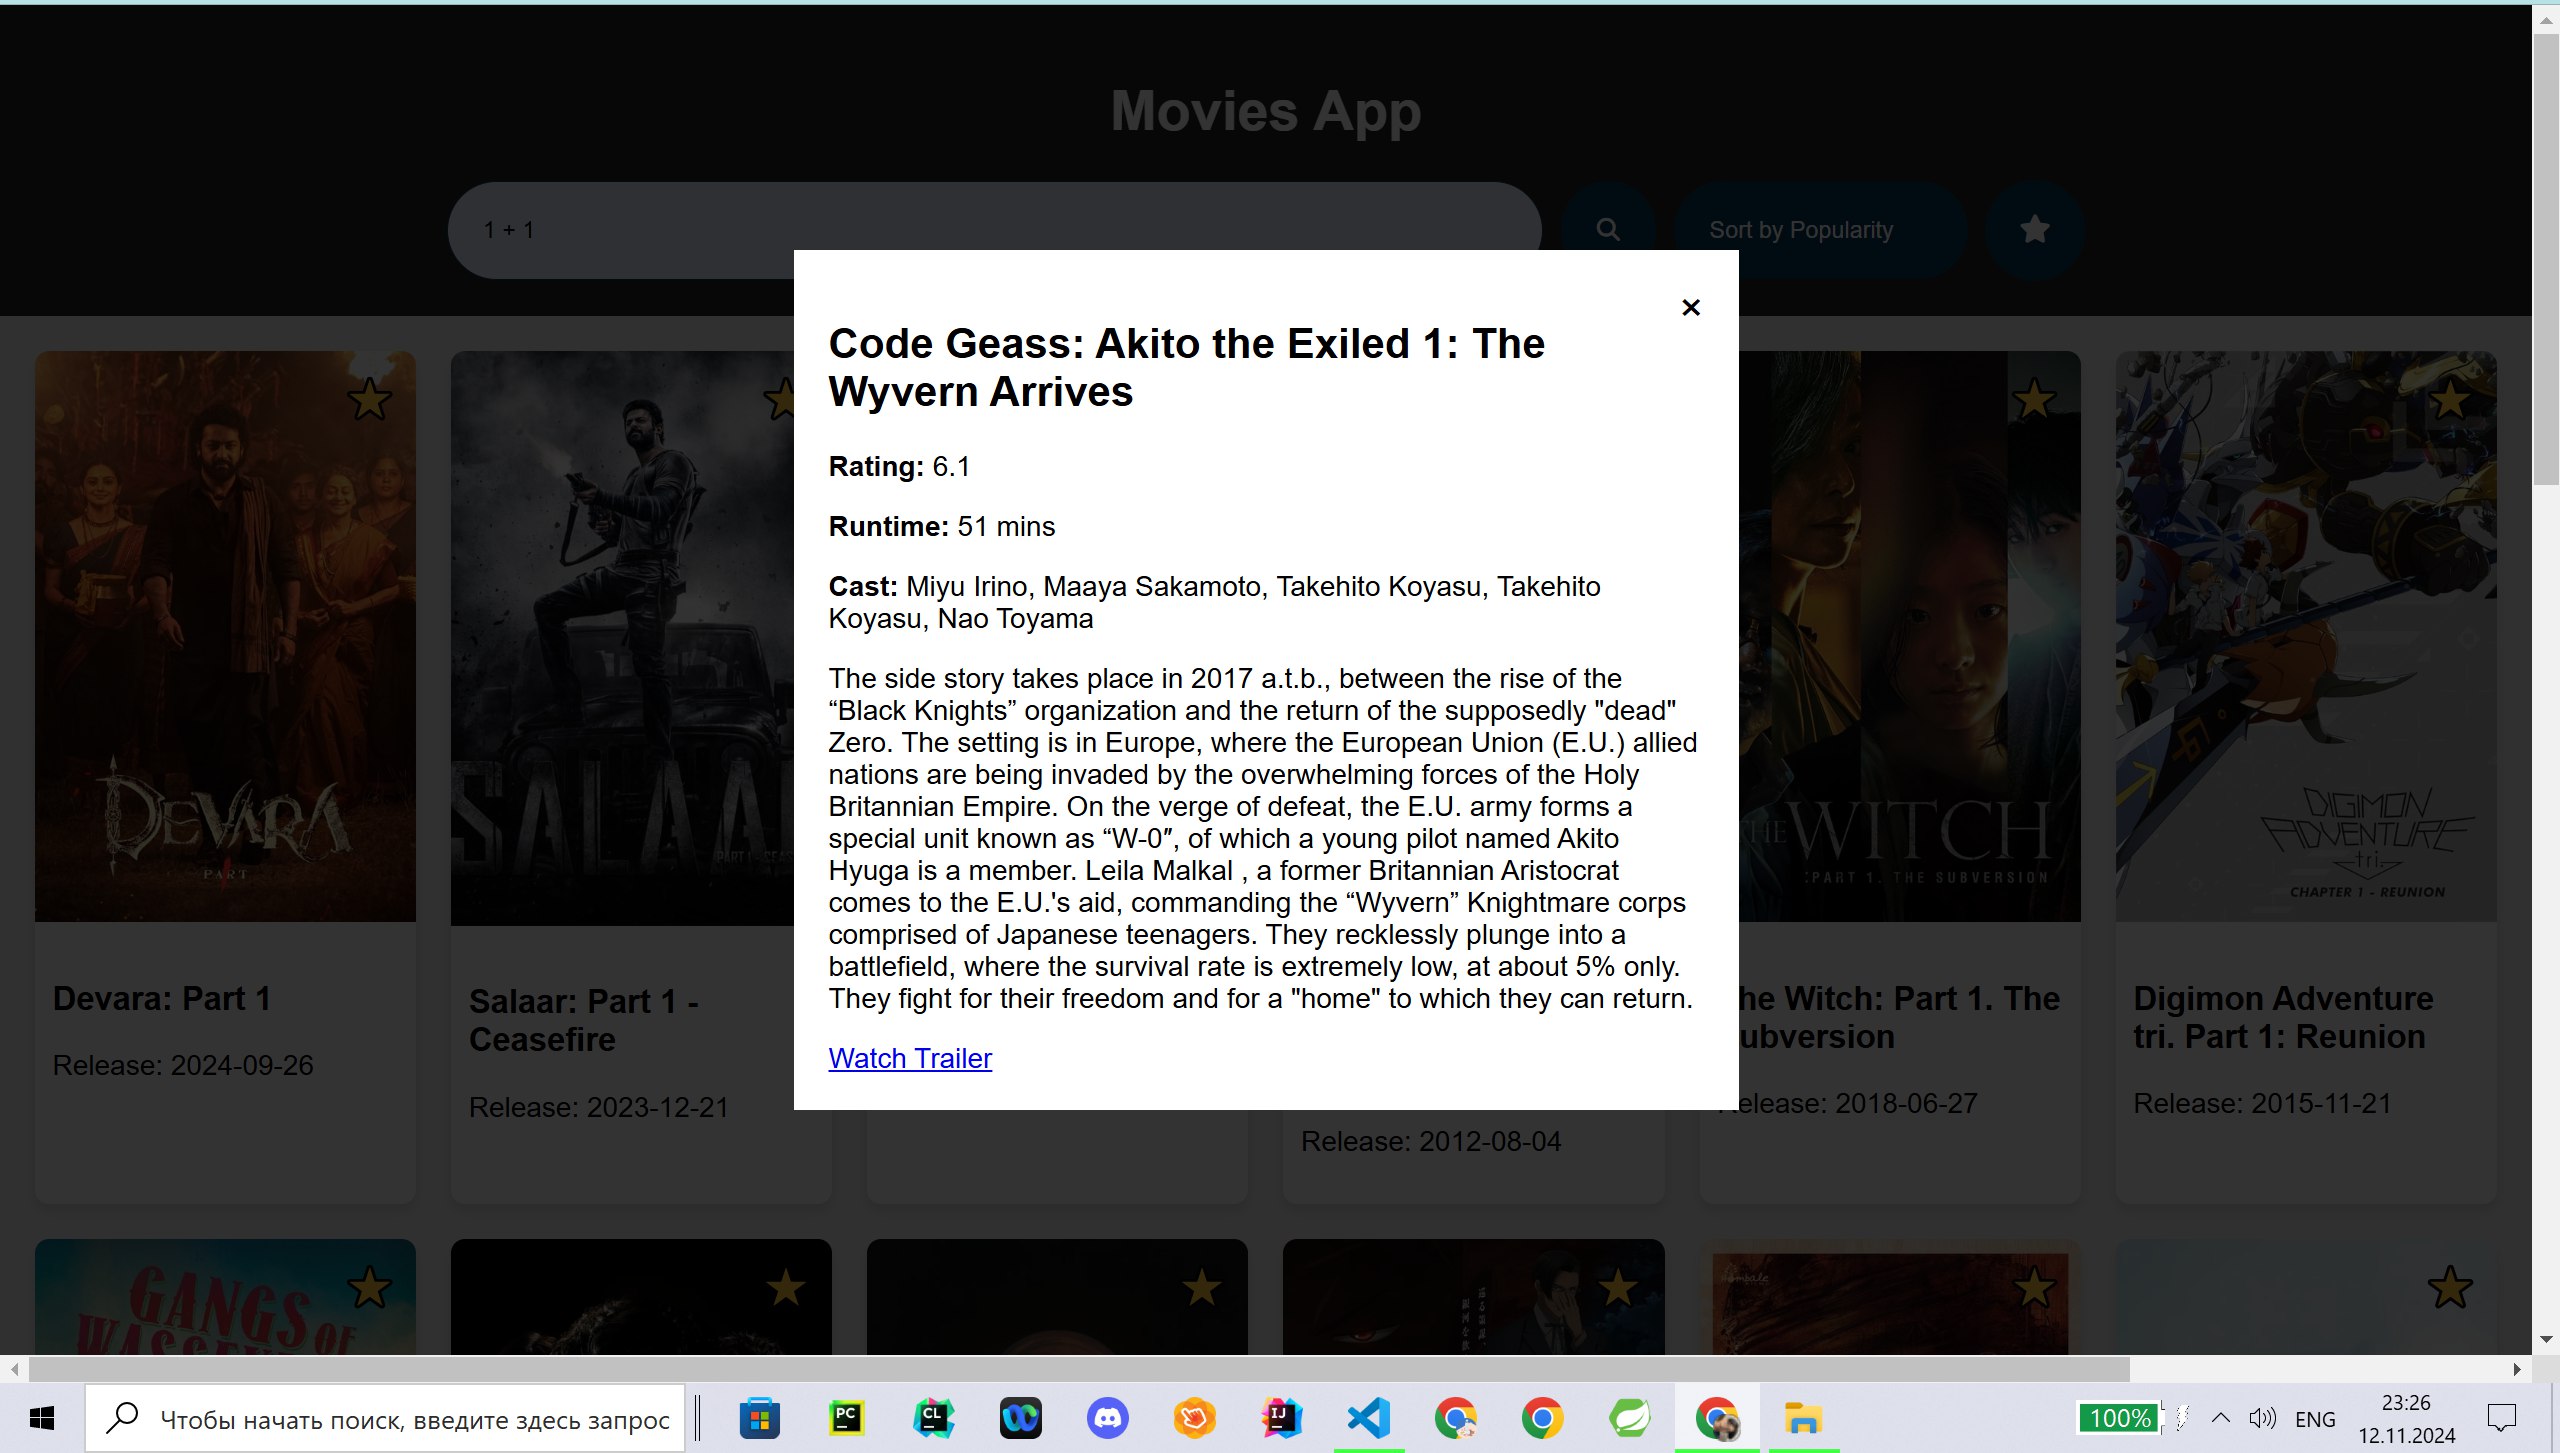 Movies App
1 + 1
Sort by Popularity
×
Code Geass: Akito the Exiled 1: The
Wyvern Arrives
Rating: 6.1
Runtime: 51 mins
Cast: Miyu Irino, Maaya Sakamoto, Takehito Koyasu, Takehito
Koyasu, Nao Toyama
The side story takes place in 2017 a.t.b., between the rise of the
“Black Knights” organization and the return of the supposedly "dead"
Zero. The setting is in Europe, where the European Union (E.U.) allied
nations are being invaded by the overwhelming forces of the Holy
Britannian Empire. On the verge of defeat, the E.U. army forms a
special unit known as “W-0″, of which a young pilot named Akito
Hyuga is a member. Leila Malkal , a former Britannian Aristocrat
comes to the E.U.'s aid, commanding the “Wyvern” Knightmare corps
comprised of Japanese teenagers. They recklessly plunge into a
battlefield, where the survival rate is extremely low, at about 5% only.
They fight for their freedom and for a "home" to which they can return.
Watch Trailer
DEVARA
PART 1
Devara: Part 1
Release: 2024-09-26
SALAA
PART 1 - CEAS
Salaar: Part 1 -
Ceasefire
Release: 2023-12-21
Release: 2012-08-04
THE WITCH
:PART 1. THE SUBVERSION
he Witch: Part 1. The
ubversion
elease: 2018-06-27
DIGIMON
ADVENTURE
tri.
CHAPTER 1 - REUNION
Digimon Adventure
tri. Part 1: Reunion
Release: 2015-11-21
GANGS OF
WASSEY
Чтобы начать поиск, введите здесь запрос
PC
CL
IJ
100%
ENG
23:26
12.11.2024